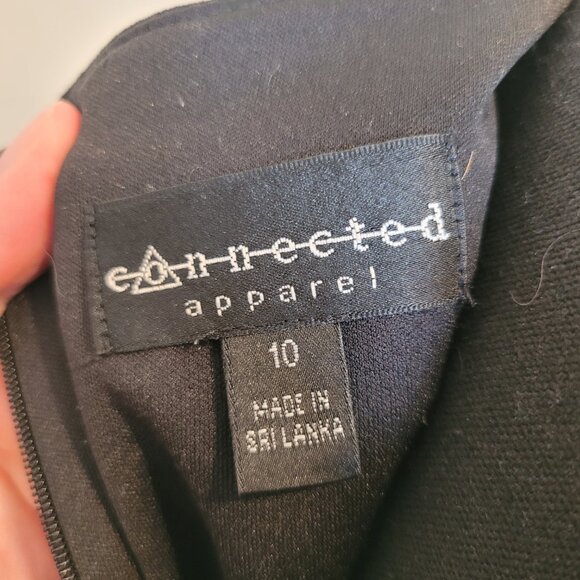 connected
apparel
10
MADE IN
SRI LANKA